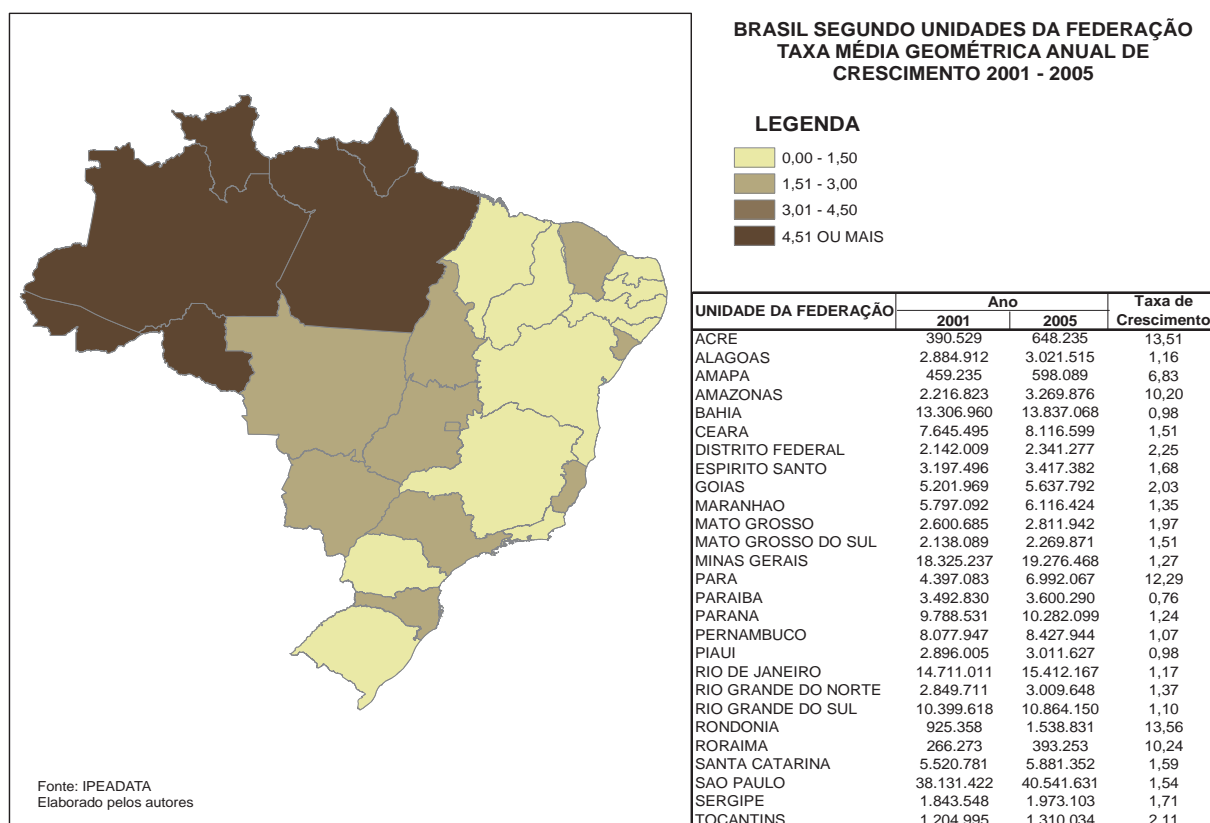 BRASIL SEGUNDO UNIDADES DA FEDERAÇÃO
TAXA MÉDIA GEOMÉTRICA ANUAL DE
CRESCIMENTO 2001 - 2005
LEGENDA
0,00 - 1,50
1,51 - 3,00
3,01 - 4,50
4,51 OU MAIS
UNIDADE DA FEDERAÇÃO Ano Taxa de
2001 2005 Crescimento
ACRE 390.529 648.235 13,51
ALAGOAS 2.884.912 3.021.515 1,16
AMAPA 459.235 598.089 6,83
AMAZONAS 2.216.823 3.269.876 10,20
BAHIA 13.306.960 13.837.068 0,98
CEARA 7.645.495 8.116.599 1,51
DISTRITO FEDERAL 2.142.009 2.341.277 2,25
ESPIRITO SANTO 3.197.496 3.417.382 1,68
GOIAS 5.201.969 5.637.792 2,03
MARANHAO 5.797.092 6.116.424 1,35
MATO GROSSO 2.600.685 2.811.942 1,97
MATO GROSSO DO SUL 2.138.089 2.269.871 1,51
MINAS GERAIS 18.325.237 19.276.468 1,27
PARA 4.397.083 6.992.067 12,29
PARAIBA 3.492.830 3.600.290 0,76
PARANA 9.788.531 10.282.099 1,24
PERNAMBUCO 8.077.947 8.427.944 1,07
PIAUI 2.896.005 3.011.627 0,98
RIO DE JANEIRO 14.711.011 15.412.167 1,17
RIO GRANDE DO NORTE 2.849.711 3.009.648 1,37
RIO GRANDE DO SUL 10.399.618 10.864.150 1,10
RONDONIA 925.358 1.538.831 13,56
RORAIMA 266.273 393.253 10,24
SANTA CATARINA 5.520.781 5.881.352 1,59
SAO PAULO 38.131.422 40.541.631 1,54
SERGIPE 1.843.548 1.973.103 1,71
TOCANTINS 1.204.995 1.310.034 2,11
Fonte: IPEADATA
Elaborado pelos autores